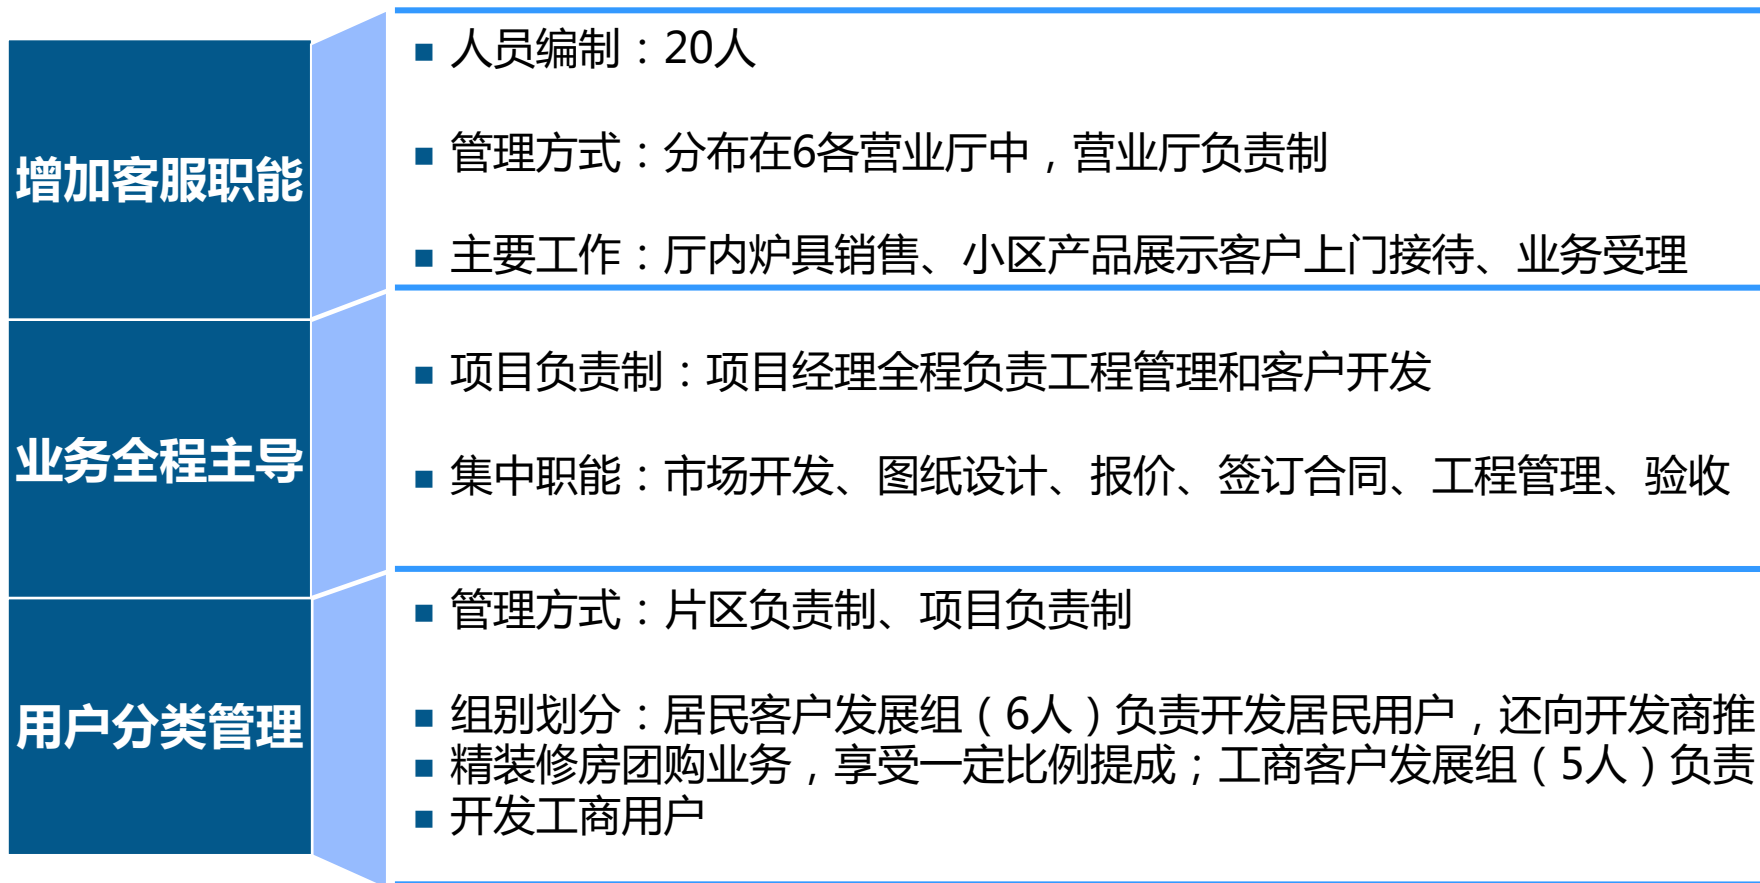 增加客服职能
■ 人员编制：20人
■ 管理方式：分布在6各营业厅中，营业厅负责制
■ 主要工作：厅内炉具销售、小区产品展示客户上门接待、业务受理
业务全程主导
■ 项目负责制：项目经理全程负责工程管理和客户开发
■ 集中职能：市场开发、图纸设计、报价、签订合同、工程管理、验收
用户分类管理
■ 管理方式：片区负责制、项目负责制
■ 组别划分：居民客户发展组（6人）负责开发居民用户，还向开发商推
■ 精装修房团购业务，享受一定比例提成；工商客户发展组（5人）负责
■ 开发工商用户